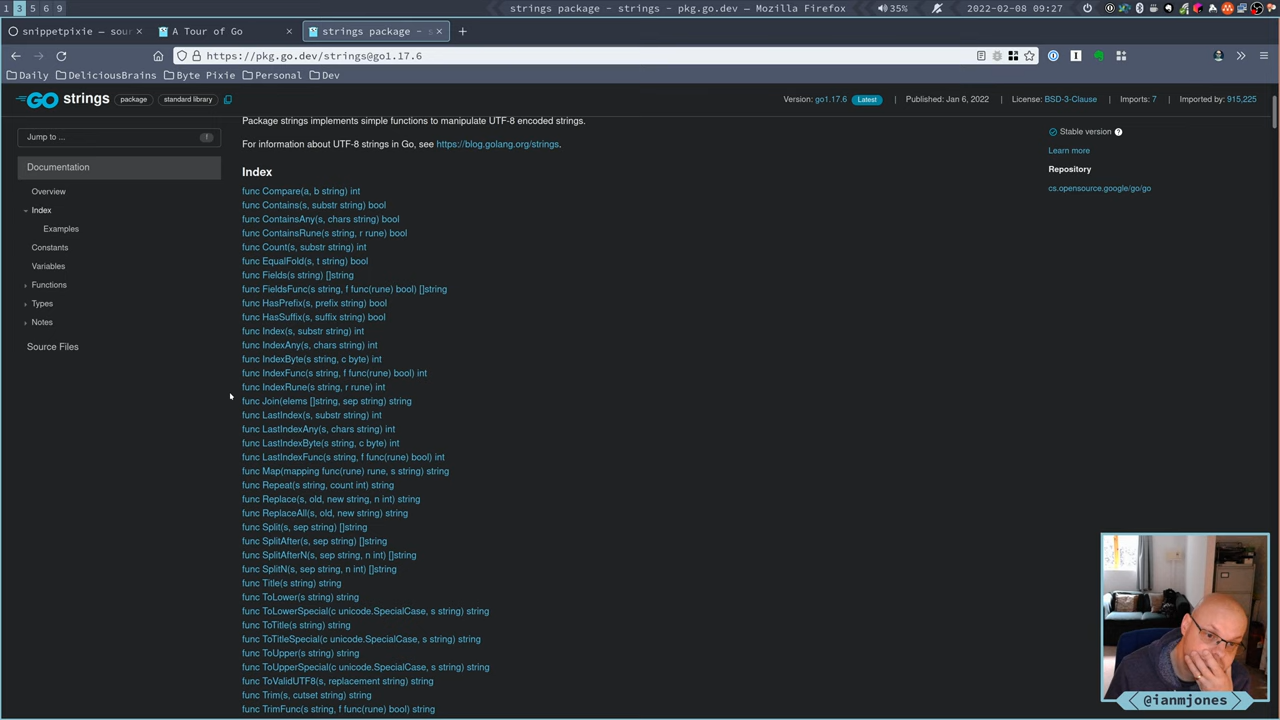 1 3 5 6 9
strings package - strings - pkg.go.dev — Mozilla Firefox
35%
2022-02-08 09:27
snippetpixie — sour
A Tour of Go
strings package - s
https://pkg.go.dev/strings@go1.17.6
Daily DeliciousBrains Byte Pixie Personal Dev
GO strings package standard library
Version: go1.17.6 Latest Published: Jan 6, 2022 License: BSD-3-Clause Imports: 7 Imported by: 915,225
Jump to ... f
Documentation
Overview
Index
Examples
Constants
Variables
Functions
Types
Notes
Source Files
Package strings implements simple functions to manipulate UTF-8 encoded strings.
For information about UTF-8 strings in Go, see https://blog.golang.org/strings.
Index
func Compare(a, b string) int
func Contains(s, substr string) bool
func ContainsAny(s, chars string) bool
func ContainsRune(s string, r rune) bool
func Count(s, substr string) int
func EqualFold(s, t string) bool
func Fields(s string) []string
func FieldsFunc(s string, f func(rune) bool) []string
func HasPrefix(s, prefix string) bool
func HasSuffix(s, suffix string) bool
func Index(s, substr string) int
func IndexAny(s, chars string) int
func IndexByte(s string, c byte) int
func IndexFunc(s string, f func(rune) bool) int
func IndexRune(s string, r rune) int
func Join(elems []string, sep string) string
func LastIndex(s, substr string) int
func LastIndexAny(s, chars string) int
func LastIndexByte(s string, c byte) int
func LastIndexFunc(s string, f func(rune) bool) int
func Map(mapping func(rune) rune, s string) string
func Repeat(s string, count int) string
func Replace(s, old, new string, n int) string
func ReplaceAll(s, old, new string) string
func Split(s, sep string) []string
func SplitAfter(s, sep string) []string
func SplitAfterN(s, sep string, n int) []string
func SplitN(s, sep string, n int) []string
func Title(s string) string
func ToLower(s string) string
func ToLowerSpecial(c unicode.SpecialCase, s string) string
func ToTitle(s string) string
func ToTitleSpecial(c unicode.SpecialCase, s string) string
func ToUpper(s string) string
func ToUpperSpecial(c unicode.SpecialCase, s string) string
func ToValidUTF8(s, replacement string) string
func Trim(s, cutset string) string
func TrimFunc(s string, f func(rune) bool) string
Stable version ?
Learn more
Repository
cs.opensource.google/go/go
@ianmjones